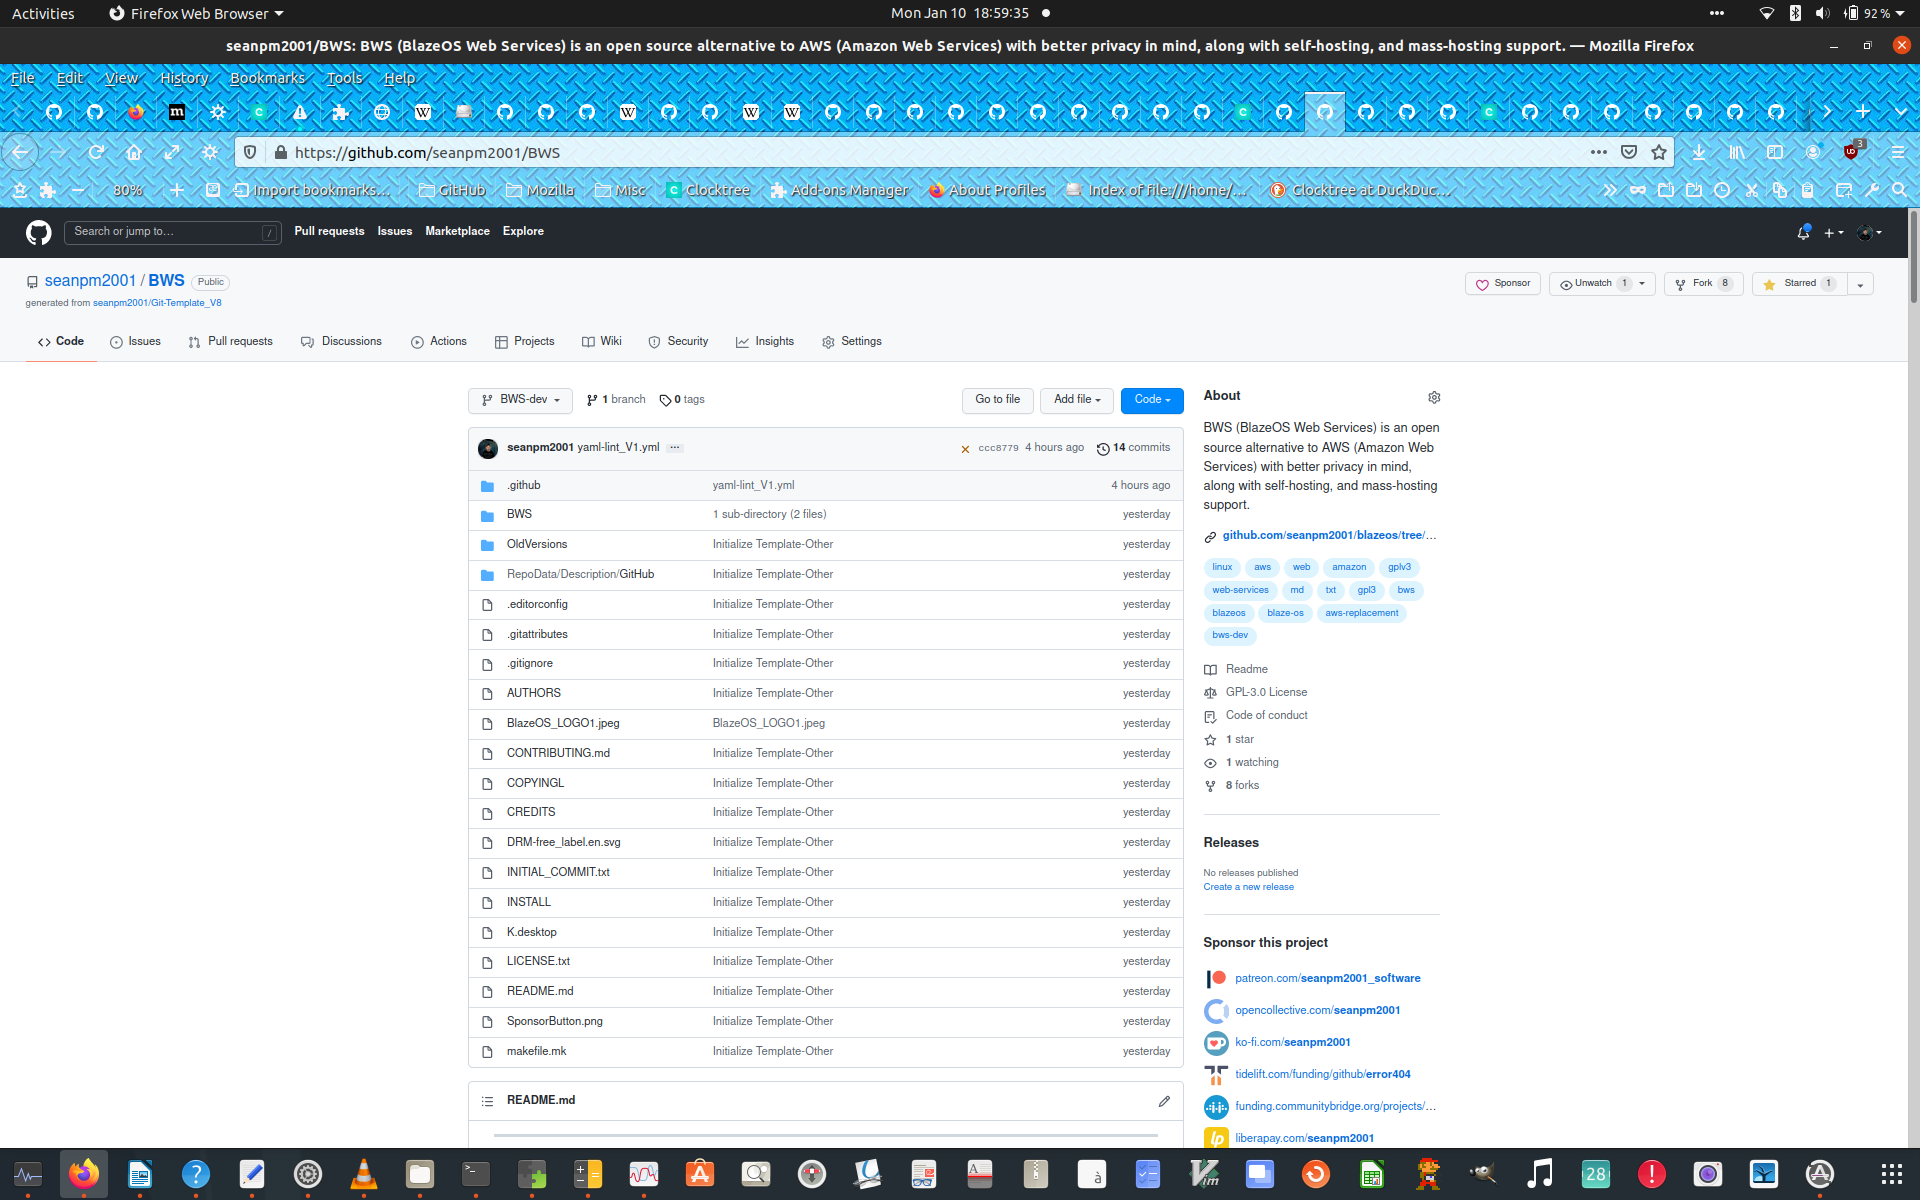 Activities
Firefox Web Browser
Mon Jan 10 18:59:35
92 %
seanpm2001/BWS: BWS (BlazeOS Web Services) is an open source alternative to AWS (Amazon Web Services) with better privacy in mind, along with self-hosting, and mass-hosting support. — Mozilla Firefox
File Edit View History Bookmarks Tools Help
https://github.com/seanpm2001/BWS
3
80%
Import bookmarks...
GitHub
Mozilla
Misc
Clocktree
Add-ons Manager
About Profiles
Index of file:///home/...
Clocktree at DuckDuc...
Search or jump to...
/
Pull requests Issues Marketplace Explore
seanpm2001 / BWS Public
generated from seanpm2001/Git-Template_V8
Sponsor
Unwatch 1
Fork 8
Starred 1
Code Issues Pull requests Discussions Actions Projects Wiki Security Insights Settings
BWS-dev
1 branch
0 tags
Go to file
Add file
Code
seanpm2001 yaml-lint_V1.yml ...
ccc8779 4 hours ago 14 commits
.github yaml-lint_V1.yml 4 hours ago
BWS 1 sub-directory (2 files) yesterday
OldVersions Initialize Template-Other yesterday
RepoData/Description/GitHub Initialize Template-Other yesterday
.editorconfig Initialize Template-Other yesterday
.gitattributes Initialize Template-Other yesterday
.gitignore Initialize Template-Other yesterday
AUTHORS Initialize Template-Other yesterday
BlazeOS_LOGO1.jpeg BlazeOS_LOGO1.jpeg yesterday
CONTRIBUTING.md Initialize Template-Other yesterday
COPYINGL Initialize Template-Other yesterday
CREDITS Initialize Template-Other yesterday
DRM-free_label.en.svg Initialize Template-Other yesterday
INITIAL_COMMIT.txt Initialize Template-Other yesterday
INSTALL Initialize Template-Other yesterday
K.desktop Initialize Template-Other yesterday
LICENSE.txt Initialize Template-Other yesterday
README.md Initialize Template-Other yesterday
SponsorButton.png Initialize Template-Other yesterday
makefile.mk Initialize Template-Other yesterday
README.md
About
BWS (BlazeOS Web Services) is an open
source alternative to AWS (Amazon Web
Services) with better privacy in mind,
along with self-hosting, and mass-hosting
support.
github.com/seanpm2001/blazeos/tree/...
linux aws web amazon gplv3
web-services md txt gpl3 bws
blazeos blaze-os aws-replacement
bws-dev
Readme
GPL-3.0 License
Code of conduct
1 star
1 watching
8 forks
Releases
No releases published
Create a new release
Sponsor this project
patreon.com/seanpm2001_software
opencollective.com/seanpm2001
ko-fi.com/seanpm2001
tidelift.com/funding/github/error404
funding.communitybridge.org/projects/...
liberapay.com/seanpm2001
28